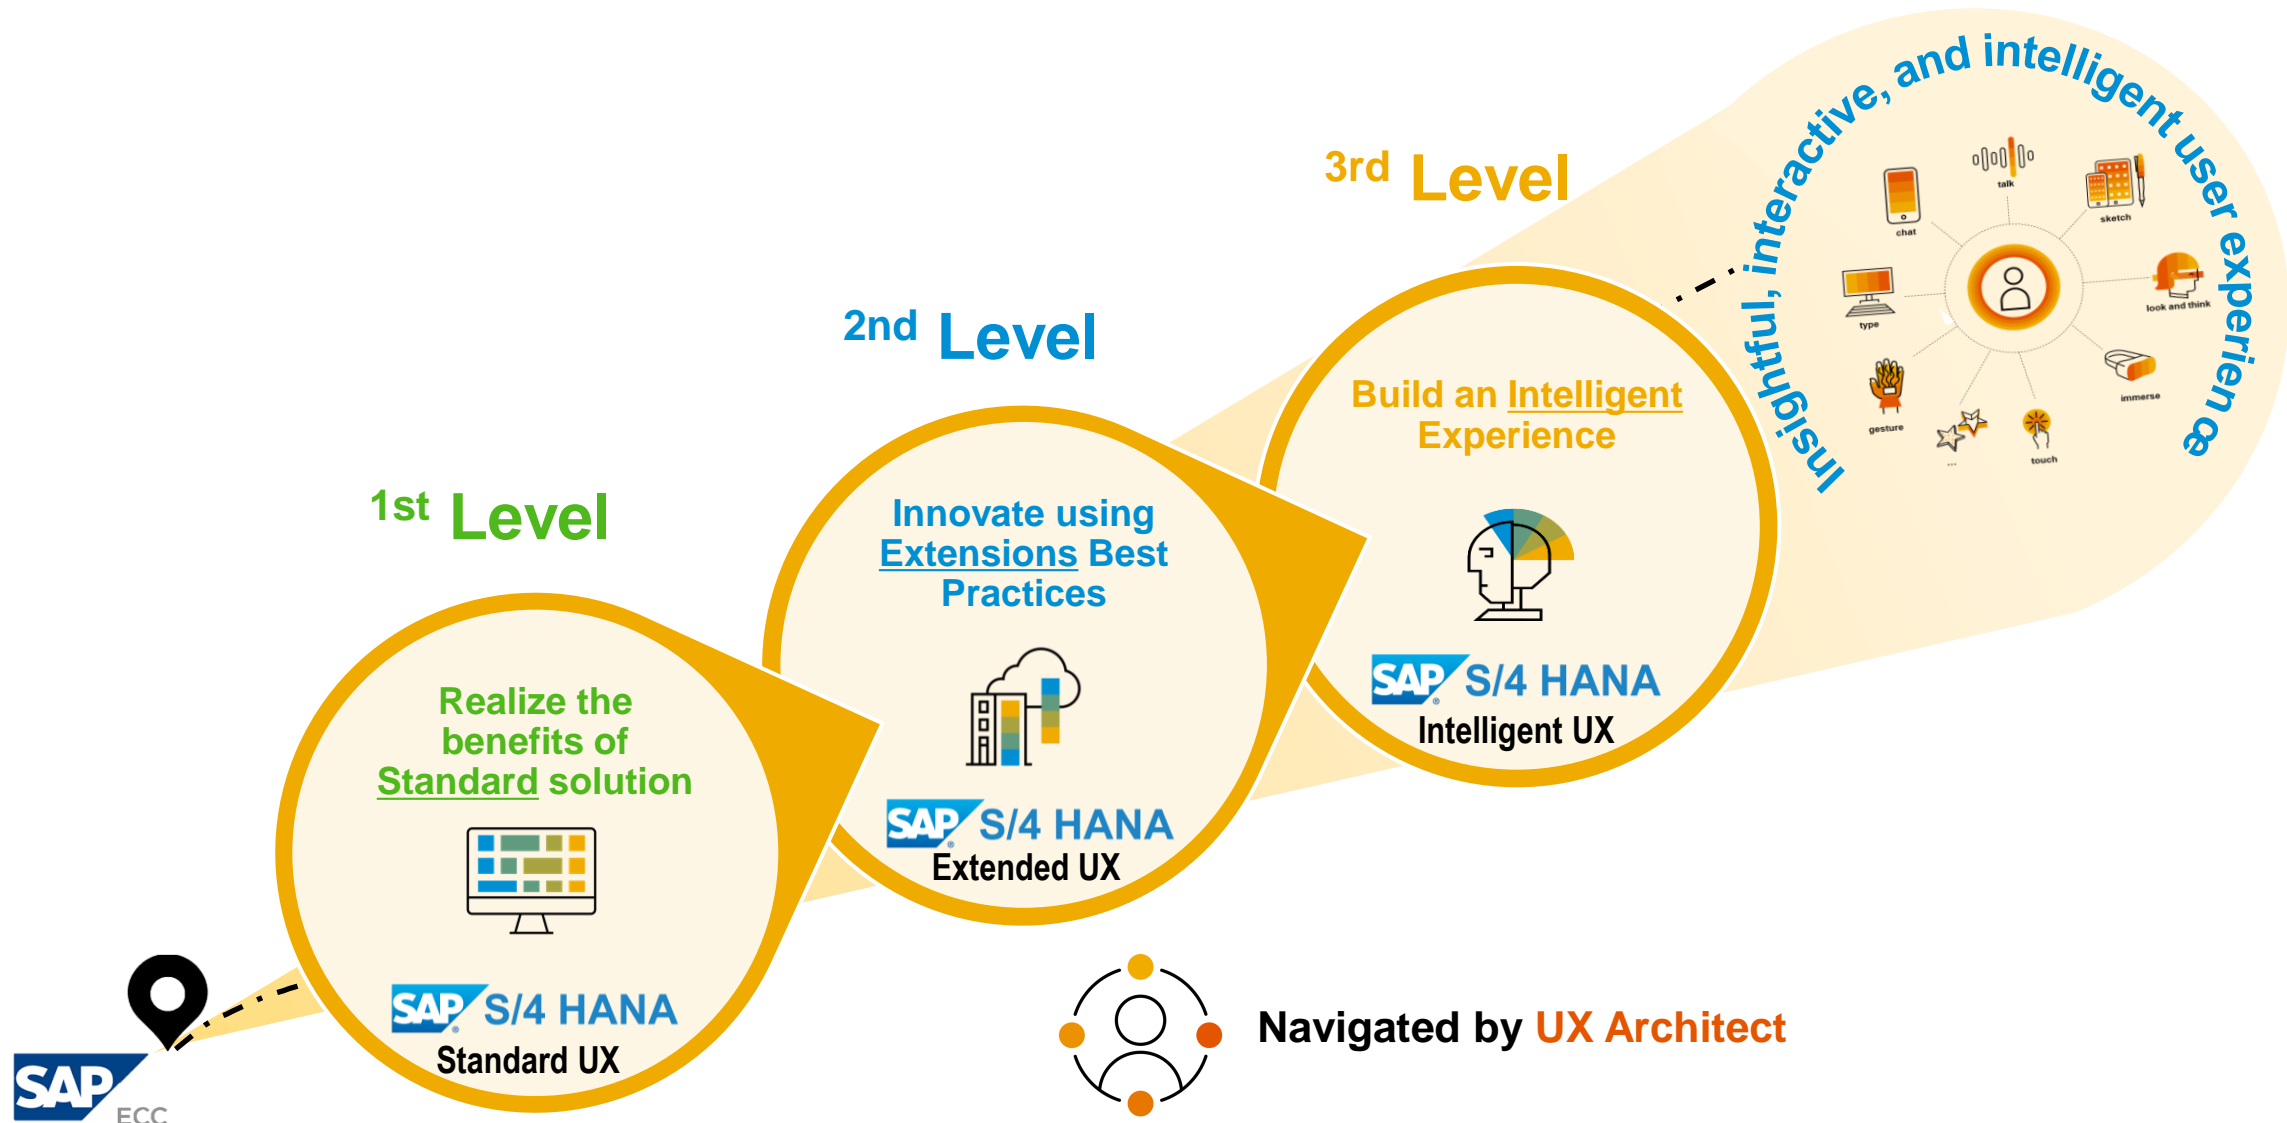 Insightful, interactive, and intelligent user experience
talk
sketch
chat
look and think
type
immerse
gesture
...
touch
3rd Level
Build an Intelligent
Experience
SAP S/4 HANA
Intelligent UX
2nd Level
Innovate using
Extensions Best
Practices
SAP S/4 HANA
Extended UX
1st Level
Realize the
benefits of
Standard solution
SAP S/4 HANA
Standard UX
SAP
ECC
Navigated by UX Architect